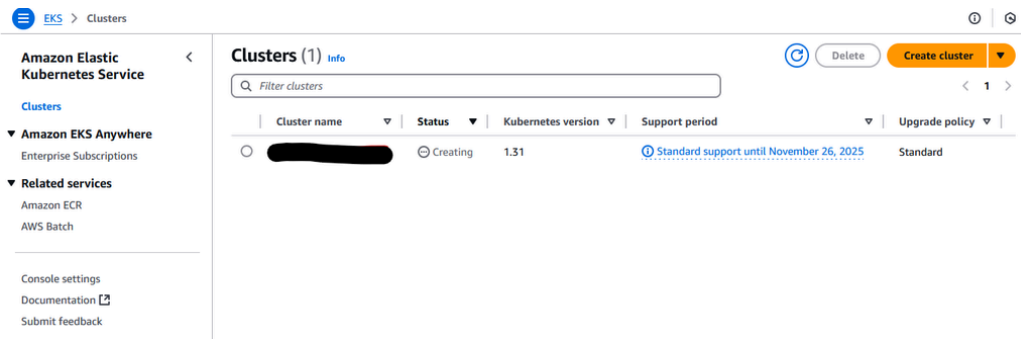 EKS > Clusters
Amazon Elastic
Kubernetes Service
Clusters
Amazon EKS Anywhere
Enterprise Subscriptions
Related services
Amazon ECR
AWS Batch
Console settings
Documentation
Submit feedback
Clusters (1) Info
Delete
Create cluster
Filter clusters
1
Cluster name Status Kubernetes version Support period Upgrade policy
Creating 1.31 Standard support until November 26, 2025 Standard